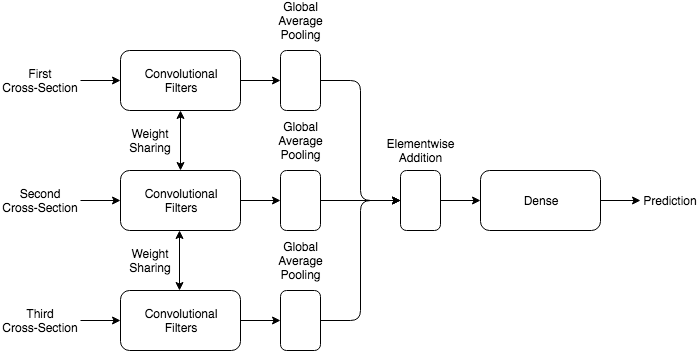 Global
Average
Pooling
First
Cross-Section
Convolutional
Filters
Weight
Sharing
Global
Average
Pooling
Elementwise
Addition
Second
Cross-Section
Convolutional
Filters
Dense
Prediction
Weight
Sharing
Global
Average
Pooling
Third
Cross-Section
Convolutional
Filters